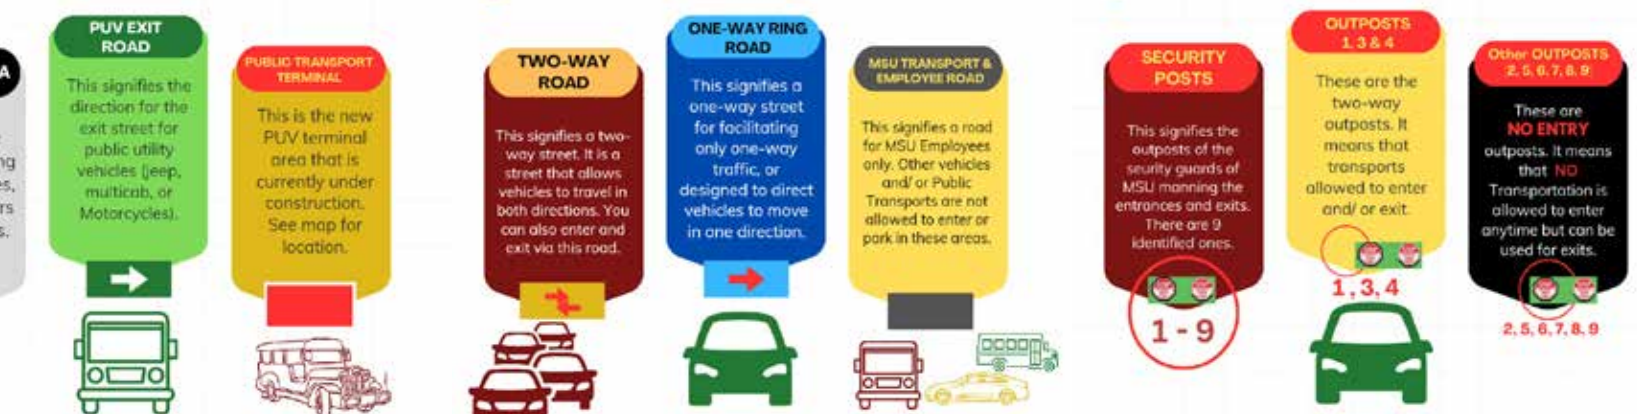 A
ng
es,
rs
s.
PUV EXIT
ROAD
This signifies the
direction for the
exit street for
public utility
vehicles (jeep,
multicab, or
Motorcycles).
PUBLIC TRANSPORT
TERMINAL
This is the new
PUV terminal
area that is
currently under
construction.
See map for
location.
TWO-WAY
ROAD
This signifies a two-
way street. It is a
street that allows
vehicles to travel in
both directions. You
can also enter and
exit via this road.
ONE-WAY RING
ROAD
This signifies a
one-way street
for facilitating
only one-way
traffic, or
designed to direct
vehicles to move
in one direction.
MSU TRANSPORT &
EMPLOYEE ROAD
This signifies a road
for MSU Employees
only. Other vehicles
and/ or Public
Transports are not
allowed to enter or
park in these areas.
SECURITY
POSTS
This signifies the
outposts of the
seurity guards of
MSU manning the
entrances and exits.
There are 9
identified ones.
1 - 9
OUTPOSTS
1, 3 & 4
These are the
two-way
outposts. It
means that
transports
allowed to enter
and/ or exit.
1, 3, 4
Other OUTPOSTS
2, 5, 6, 7, 8, 9
These are
NO ENTRY
outposts. It means
that NO
Transportation is
allowed to enter
anytime but can be
used for exits.
2, 5, 6, 7, 8, 9